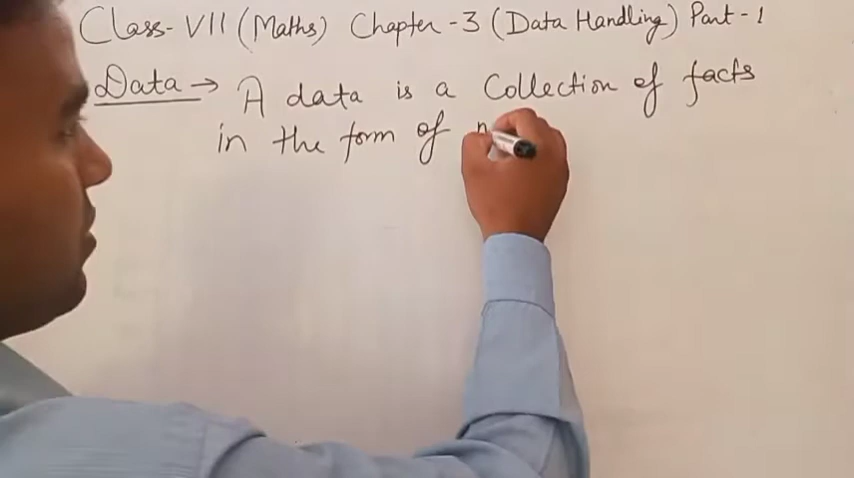 Class- VII (Maths) Chapter -3 (Data Handling) Part - 1
Data → A data is a Collection of facts
in the form of n